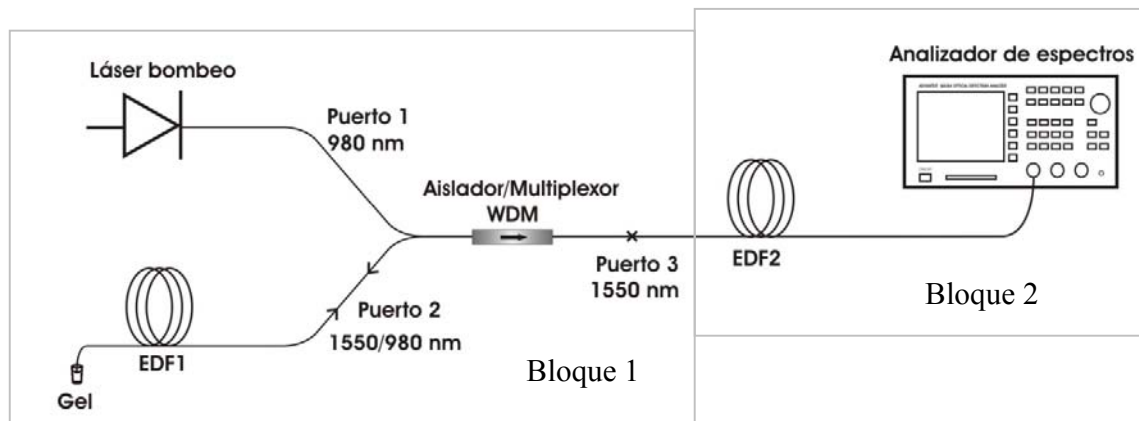 Láser bombeo
Puerto 1
980 nm
Aislador/Multiplexor
WDM
Puerto 2
1550/980 nm
EDF1
Gel
Bloque 1
Puerto 3
1550 nm
EDF2
Analizador de espectros
Bloque 2